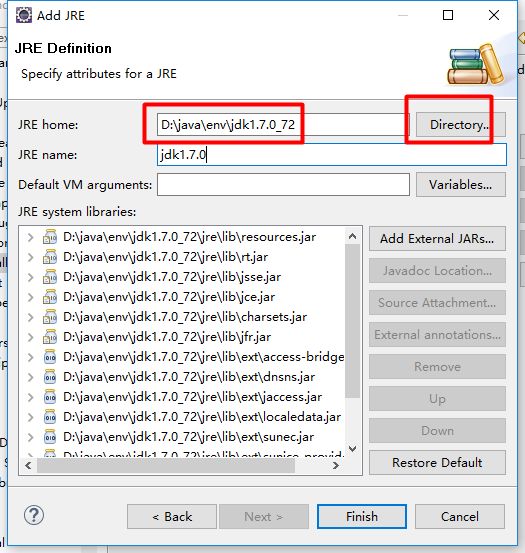 Add JRE
JRE Definition
Specify attributes for a JRE
JRE home: D:\java\env\jdk1.7.0_72 Directory...
JRE name: jdk1.7.0
Default VM arguments: Variables...
JRE system libraries:
D:\java\env\jdk1.7.0_72\jre\lib\resources.jar
D:\java\env\jdk1.7.0_72\jre\lib\rt.jar
D:\java\env\jdk1.7.0_72\jre\lib\jsse.jar
D:\java\env\jdk1.7.0_72\jre\lib\jce.jar
D:\java\env\jdk1.7.0_72\jre\lib\charsets.jar
D:\java\env\jdk1.7.0_72\jre\lib\jfr.jar
D:\java\env\jdk1.7.0_72\jre\lib\ext\access-bridge
D:\java\env\jdk1.7.0_72\jre\lib\ext\dnsns.jar
D:\java\env\jdk1.7.0_72\jre\lib\ext\jaccess.jar
D:\java\env\jdk1.7.0_72\jre\lib\ext\localedata.jar
D:\java\env\jdk1.7.0_72\jre\lib\ext\sunec.jar
D:\java\env\jdk1.7.0_72\jre\lib\ext\sunjce_provid
Add External JARs...
Javadoc Location...
Source Attachment...
External annotations...
Remove
Up
Down
Restore Default
?
< Back
Next >
Finish
Cancel